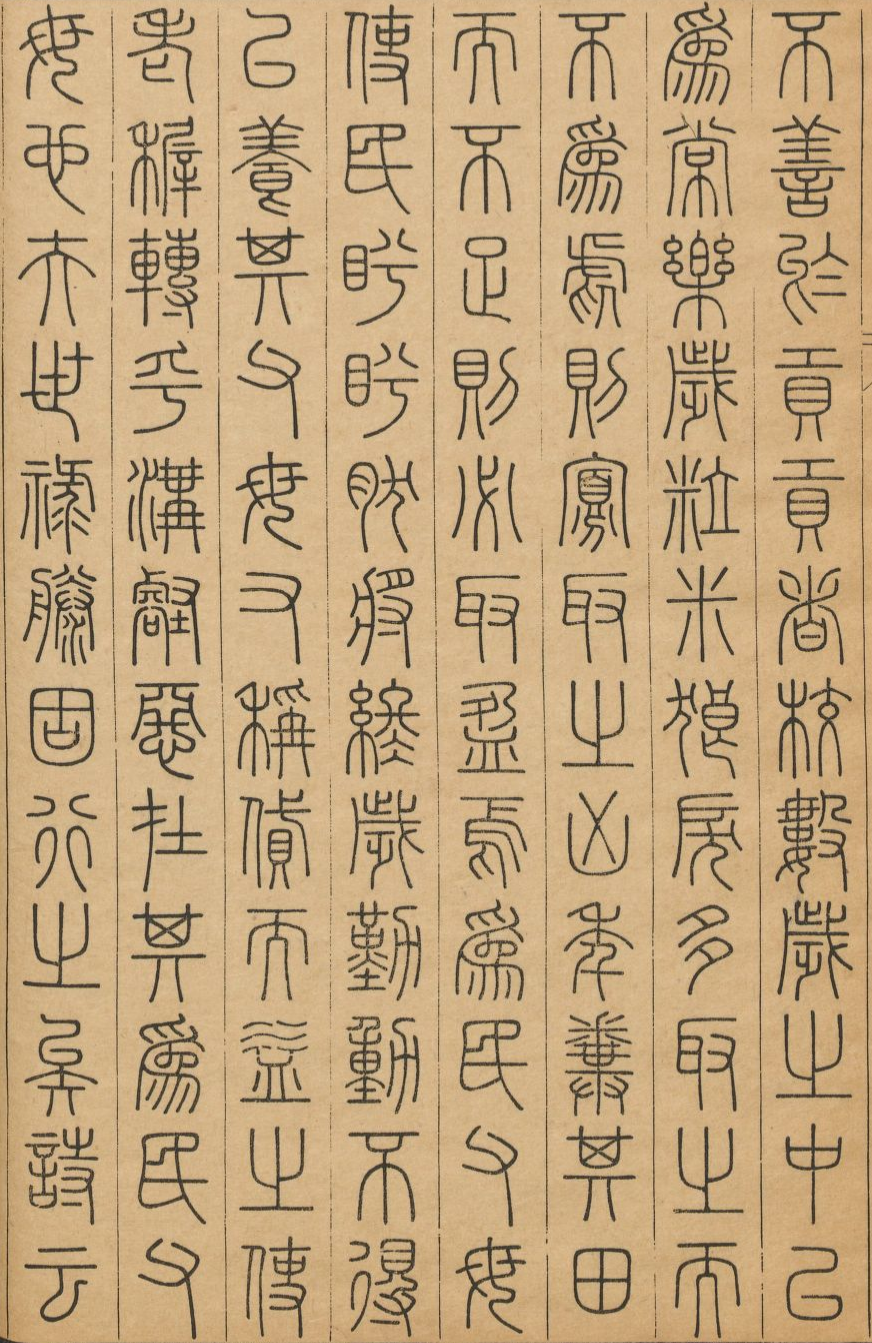 不善於貢貢者校數歲之中以
爲常樂歲粒米狼戾多取之而
不爲虐則寡取之凶年糞其田
而不足則必取盈焉爲民父母
使民盻盻然將終歲勤動不得
以養其父母又稱貸而益之使
老稺轉乎溝壑惡在其爲民父
母也夫世祿滕固行之矣詩云